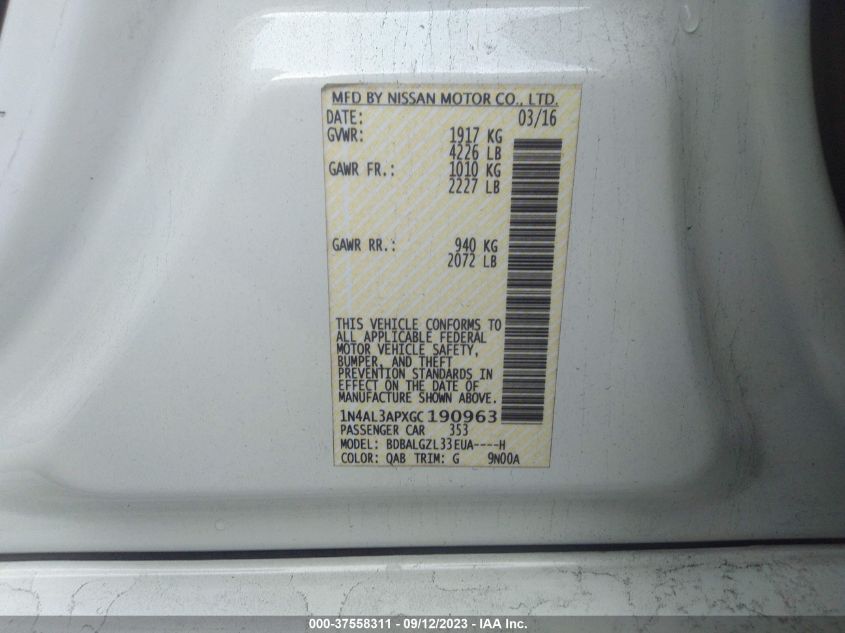 MFD BY NISSAN MOTOR CO., LTD.
DATE: 03/16
GVWR: 1917 KG
4226 LB
GAWR FR.: 1010 KG
2227 LB
GAWR RR.: 940 KG
2072 LB
THIS VEHICLE CONFORMS TO
ALL APPLICABLE FEDERAL
MOTOR VEHICLE SAFETY,
BUMPER, AND THEFT
PREVENTION STANDARDS IN
EFFECT ON THE DATE OF
MANUFACTURE SHOWN ABOVE.
1N4AL3APXGC190963
PASSENGER CAR 353
MODEL: BDBALGZL33EUA----H
COLOR: QAB TRIM: G 9N00A
000-37558311 - 09/12/2023 - IAA Inc.